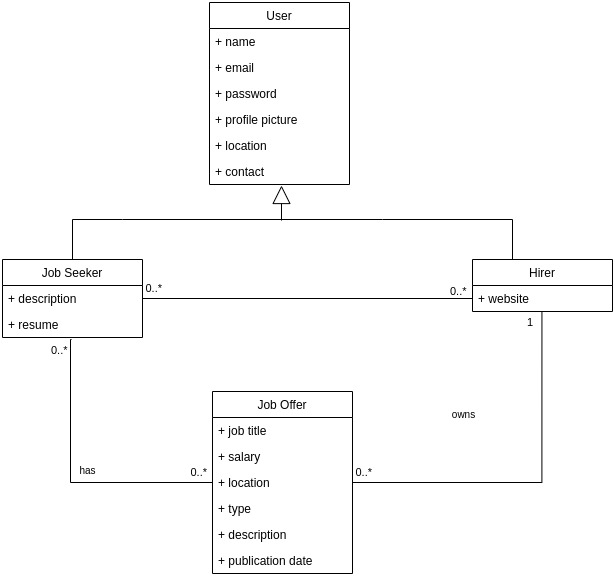 User
+ name
+ email
+ password
+ profile picture
+ location
+ contact
Job Seeker
+ description
+ resume
0..*
0..*
Hirer
+ website
0..*
1
Job Offer
+ job title
+ salary
+ location
+ type
+ description
+ publication date
owns
has
0..*
0..*